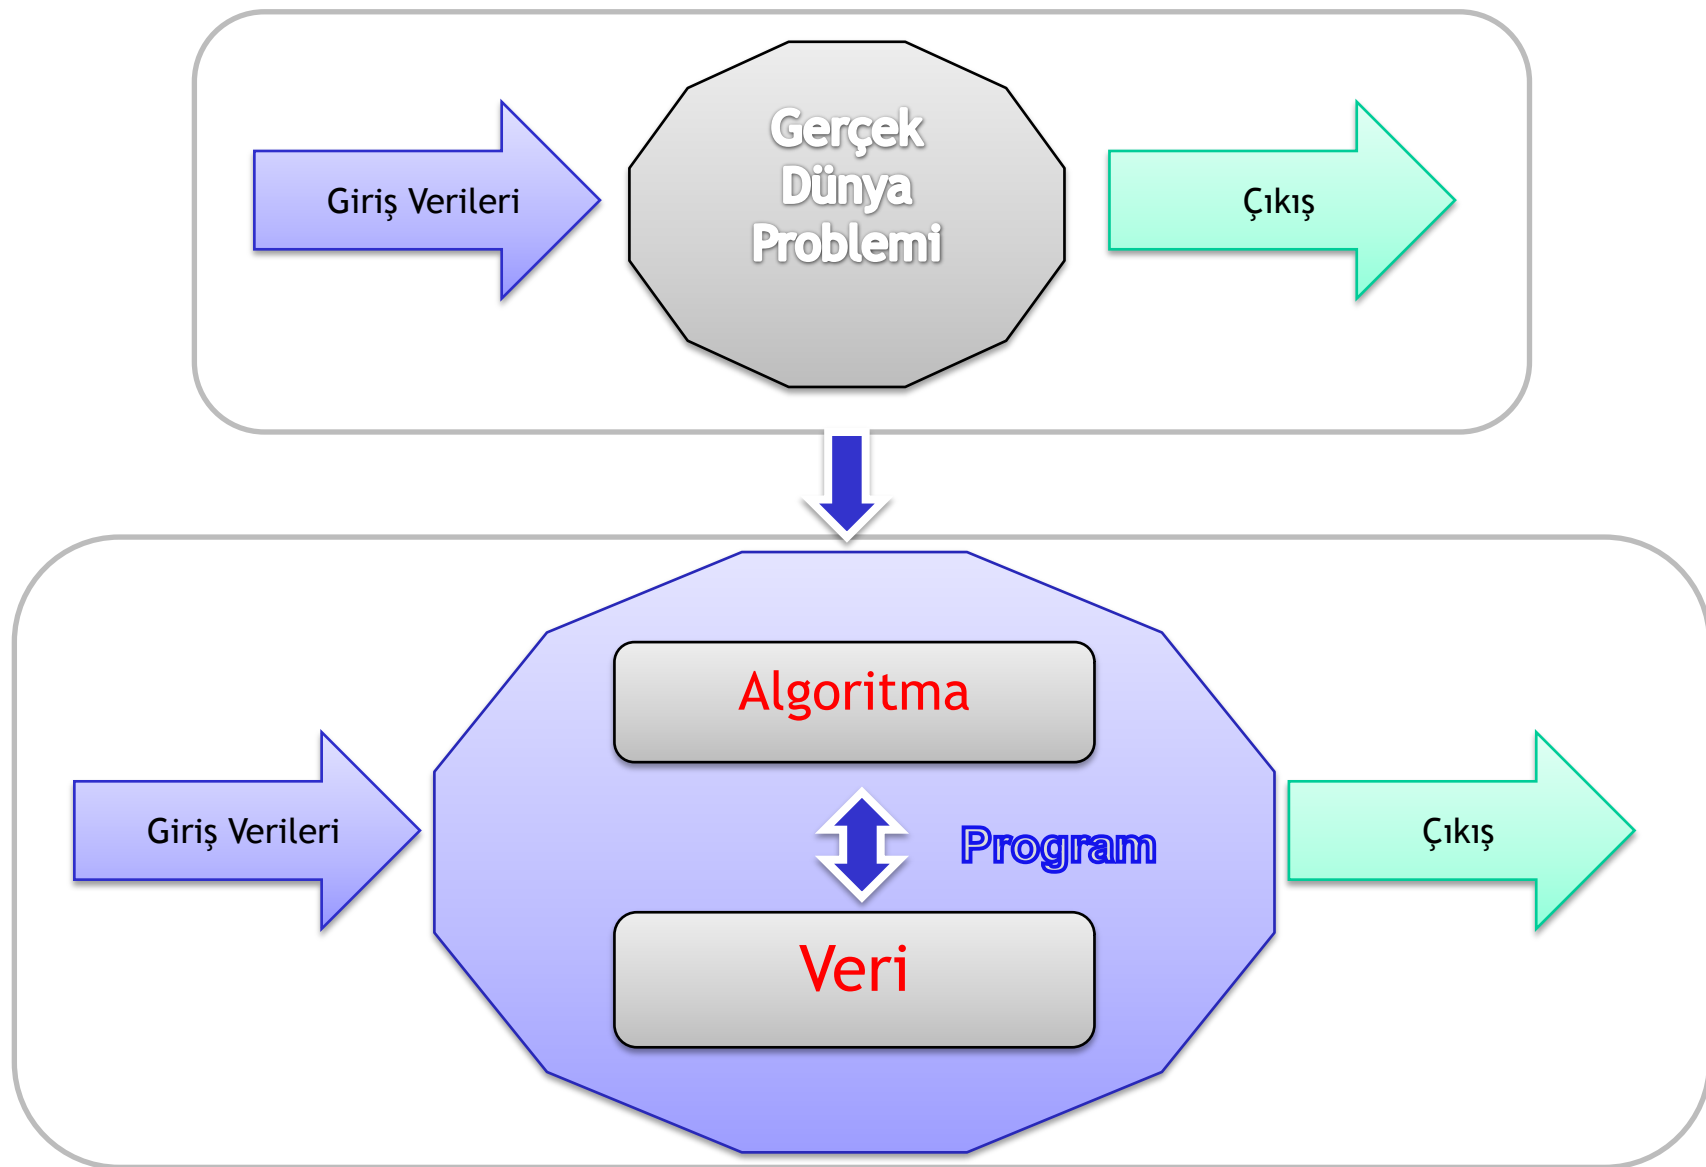 Giriş Verileri
Gerçek
Dünya
Problemi
Çıkış
Algoritma
Giriş Verileri
Program
Çıkış
Veri